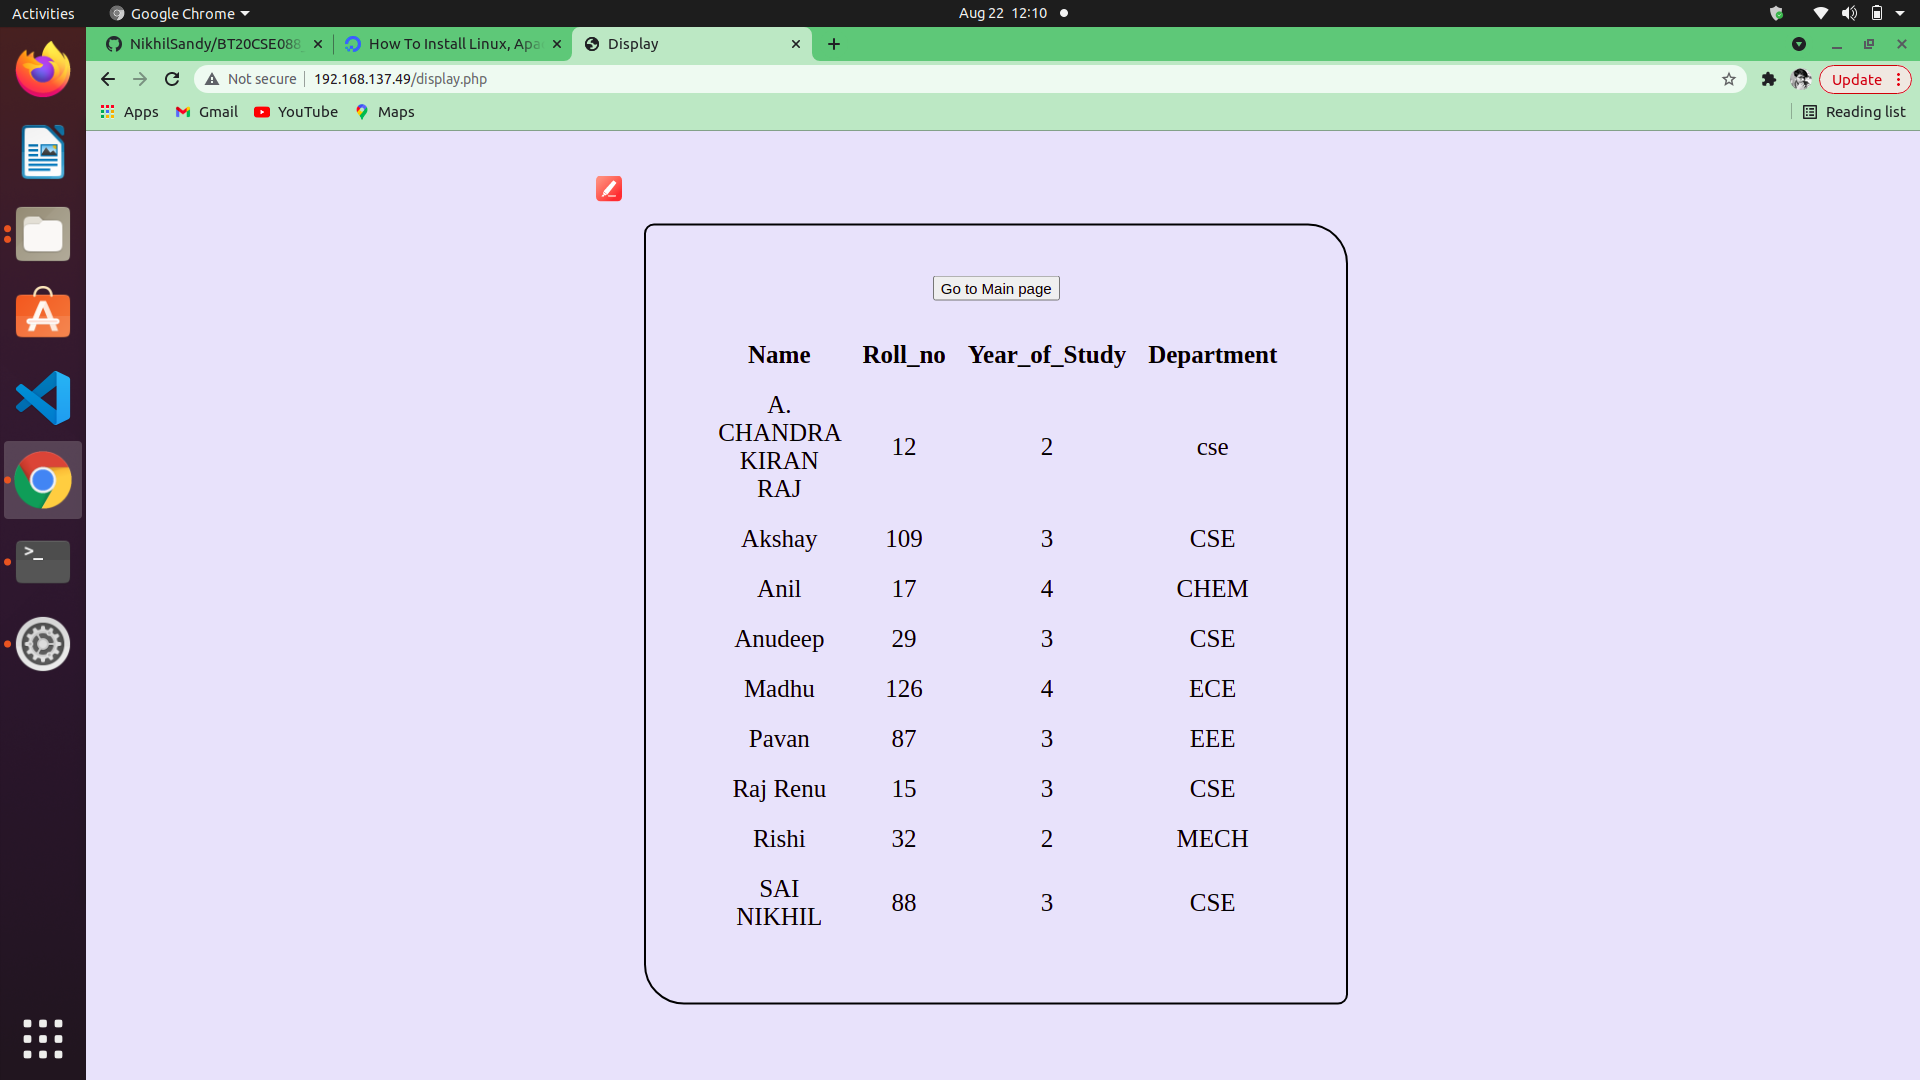 Activities Google Chrome Aug 22 12:10
NikhilSandy/BT20CSE088 How To Install Linux, Apa Display
Not secure 192.168.137.49/display.php Update
Apps Gmail YouTube Maps Reading list
Go to Main page
Name Roll_no Year_of_Study Department
A.
CHANDRA
KIRAN
RAJ
12 2 cse
Akshay 109 3 CSE
Anil 17 4 CHEM
Anudeep 29 3 CSE
Madhu 126 4 ECE
Pavan 87 3 EEE
Raj Renu 15 3 CSE
Rishi 32 2 MECH
SAI
NIKHIL
88 3 CSE